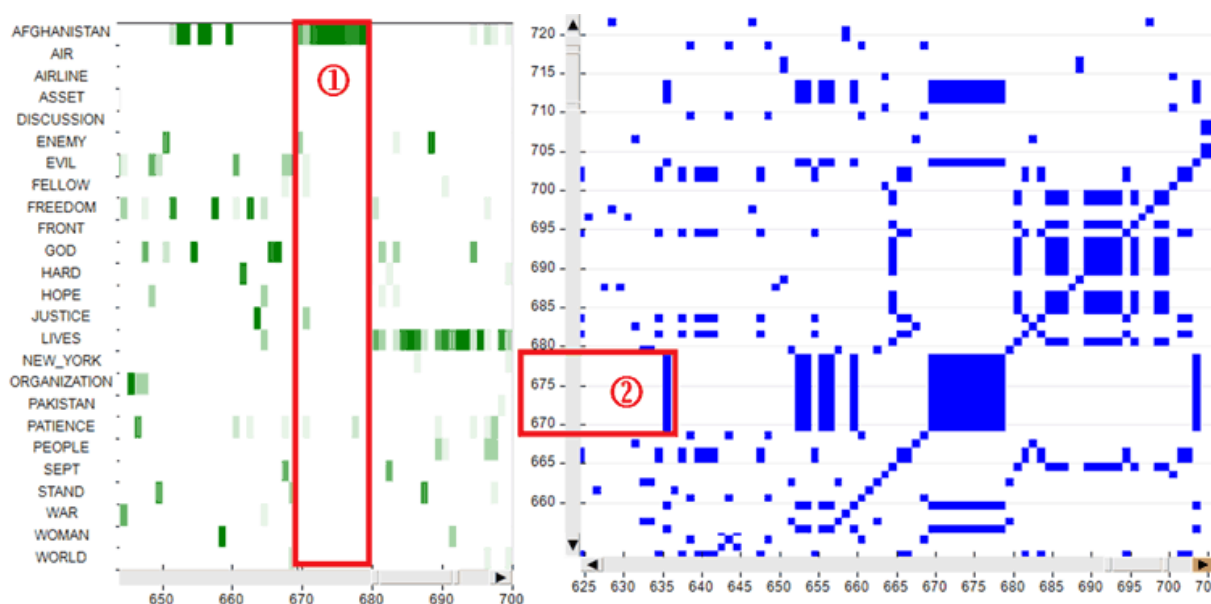 AFGHANISTAN
AIR
AIRLINE
ASSET
DISCUSSION
ENEMY
EVIL
FELLOW
FREEDOM
FRONT
GOD
HARD
HOPE
JUSTICE
LIVES
NEW_YORK
ORGANIZATION
PAKISTAN
PATIENCE
PEOPLE
SEPT
STAND
WAR
WOMAN
WORLD
650 660 670 680 690 700
①
720
715
710
705
700
695
690
685
680
675
670
665
660
②
625 630 635 640 645 650 655 660 665 670 675 680 685 690 695 700